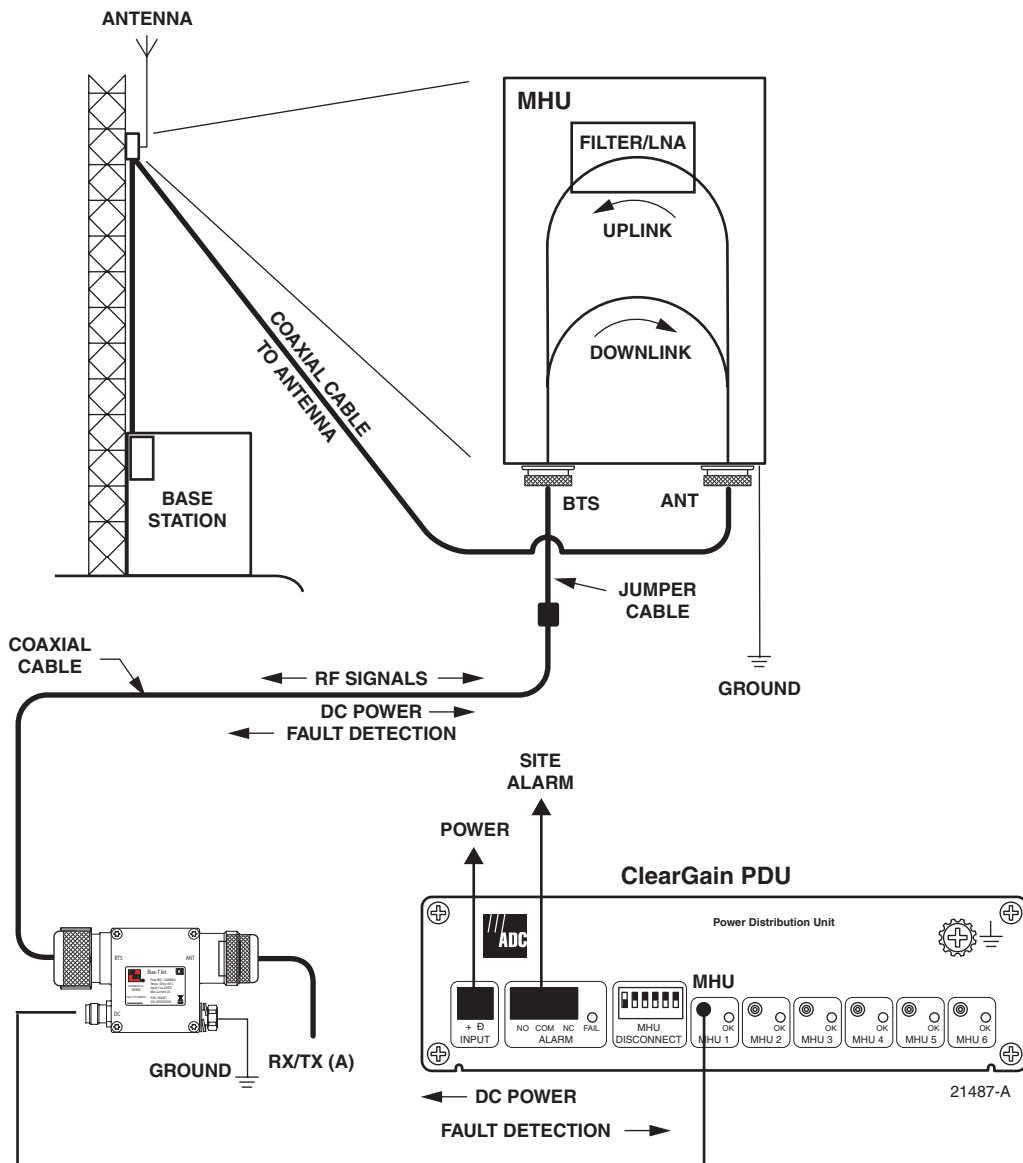 ANTENNA
MHU
FILTER/LNA
UPLINK
DOWNLINK
COAXIAL CABLE
TO ANTENNA
BASE
STATION
BTS
ANT
JUMPER
CABLE
COAXIAL
CABLE
RF SIGNALS
DC POWER
FAULT DETECTION
GROUND
SITE
ALARM
POWER
ClearGain PDU
ADC
Power Distribution Unit
MHU
+ Đ
INPUT
NO COM NC FAIL
ALARM
MHU
DISCONNECT
OK
MHU 1
OK
MHU 2
OK
MHU 3
OK
MHU 4
OK
MHU 5
OK
MHU 6
BTS
ANT
Bias-T kit
DC
GROUND
RX/TX (A)
21487-A
DC POWER
FAULT DETECTION